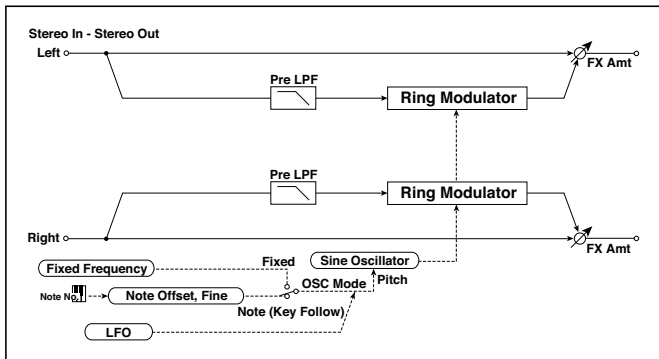 Stereo In - Stereo Out
Left
FX Amt
Pre LPF
Ring Modulator
Pre LPF
Ring Modulator
Right
FX Amt
Fixed Frequency
Fixed
Sine Oscillator
OSC Mode
Pitch
Note No.
Note Offset, Fine
Note (Key Follow)
LFO